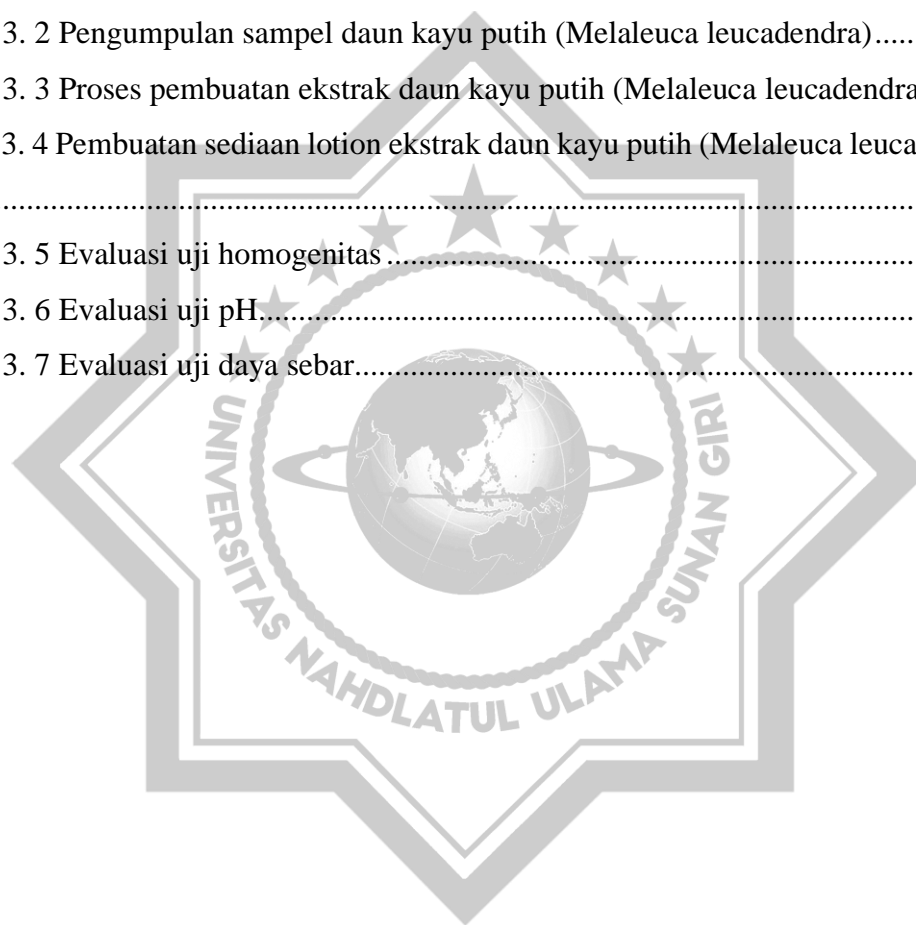 3. 2 Pengumpulan sampel daun kayu putih (Melaleuca leucadendra).....
3. 3 Proses pembuatan ekstrak daun kayu putih (Melaleuca leucadendra
3. 4 Pembuatan sediaan lotion ekstrak daun kayu putih (Melaleuca leuca
....................................................................................................................
3. 5 Evaluasi uji homogenitas ...................................................................
3. 6 Evaluasi uji pH...................................................................................
3. 7 Evaluasi uji daya sebar.......................................................................
UNIVERSITAS NAHDLATUL ULAMA SUNAN GIRI